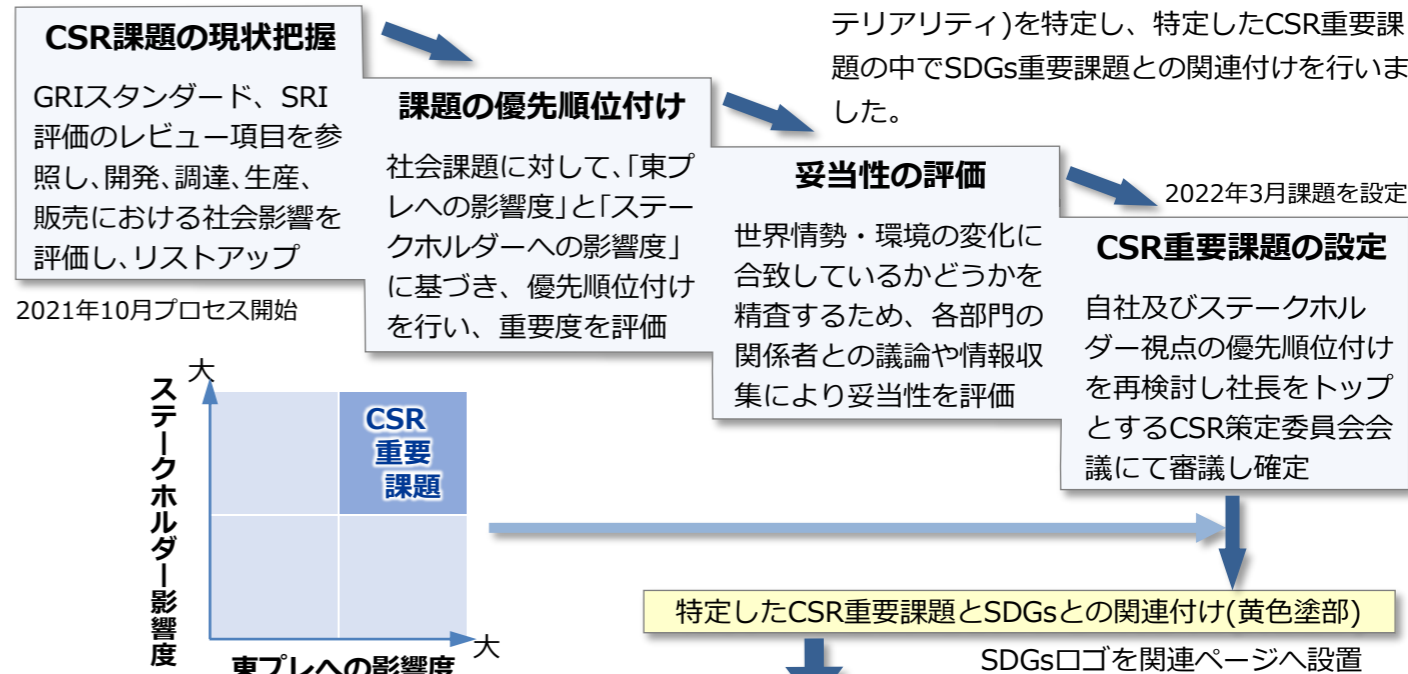 テリアリティ)を特定し、特定したCSR重要課
題の中でSDGs重要課題との関連付けを行いま
した。
CSR課題の現状把握
GRIスタンダード、SRI
評価のレビュー項目を参
照し、開発、調達、生産、
販売における社会影響を
評価し、リストアップ
2021年10月プロセス開始
課題の優先順位付け
社会課題に対して、「東プ
レへの影響度」と「ステー
クホルダーへの影響度」
に基づき、優先順位付け
を行い、重要度を評価
妥当性の評価
世界情勢・環境の変化に
合致しているかどうかを
精査するため、各部門の
関係者との議論や情報収
集により妥当性を評価
2022年3月課題を設定
CSR重要課題の設定
自社及びステークホル
ダー視点の優先順位付け
を再検討し社長をトップ
とするCSR策定委員会会
議にて審議し確定
大
ステークホルダー影響度
CSR
重要
課題
大
東プレへの影響度
特定したCSR重要課題とSDGsとの関連付け(黄色塗部)
SDGsロゴを関連ページへ設置